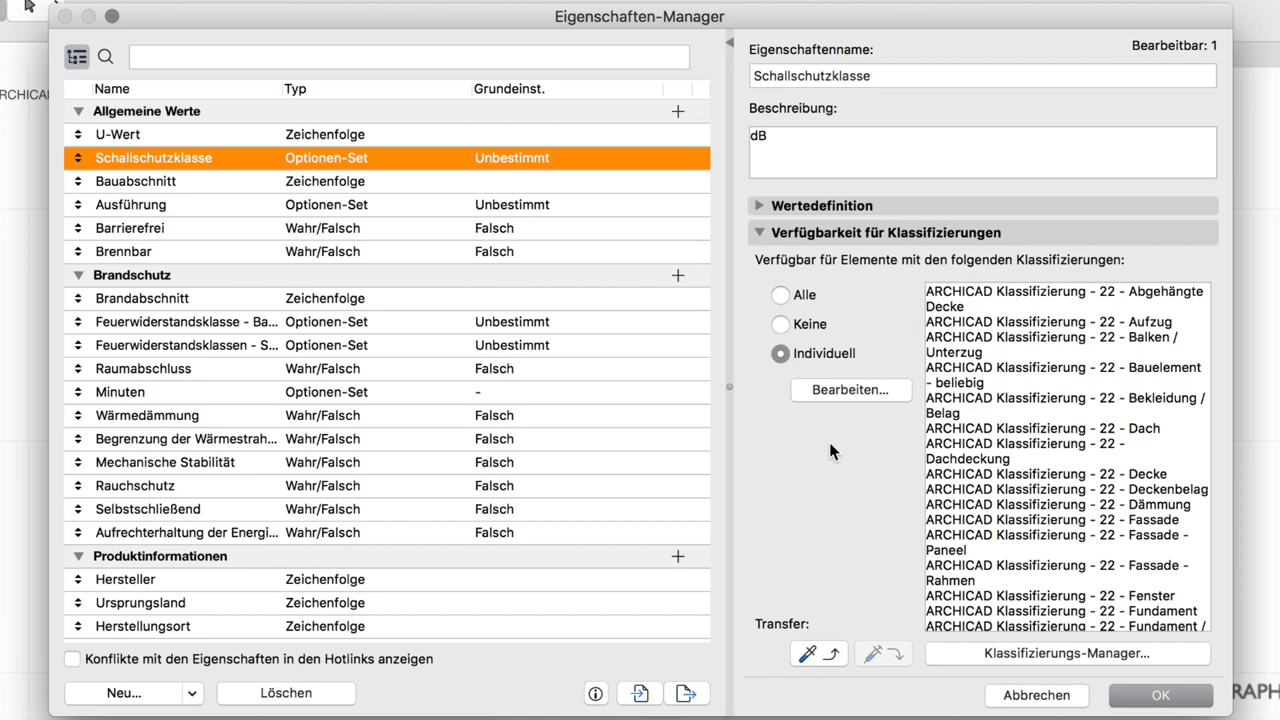 Eigenschaften-Manager
RCHICA
Name Typ Grundeinst.
Allgemeine Werte
U-Wert Zeichenfolge
Schallschutzklasse Optionen-Set Unbestimmt
Bauabschnitt Zeichenfolge
Ausführung Optionen-Set Unbestimmt
Barrierefrei Wahr/Falsch Falsch
Brennbar Wahr/Falsch Falsch
Brandschutz
Brandabschnitt Zeichenfolge
Feuerwiderstandsklasse - Ba... Optionen-Set Unbestimmt
Feuerwiderstandsklassen - S... Optionen-Set Unbestimmt
Raumabschluss Wahr/Falsch Falsch
Minuten Optionen-Set -
Wärmedämmung Wahr/Falsch Falsch
Begrenzung der Wärmestrah... Wahr/Falsch Falsch
Mechanische Stabilität Wahr/Falsch Falsch
Rauchschutz Wahr/Falsch Falsch
Selbstschließend Wahr/Falsch Falsch
Aufrechterhaltung der Energi... Wahr/Falsch Falsch
Produktinformationen
Hersteller Zeichenfolge
Ursprungsland Zeichenfolge
Herstellungsort Zeichenfolge
Konflikte mit den Eigenschaften in den Hotlinks anzeigen
Neu... Löschen
Eigenschaftenname: Bearbeitbar: 1
Schallschutzklasse
Beschreibung:
dB
Wertedefinition
Verfügbarkeit für Klassifizierungen
Verfügbar für Elemente mit den folgenden Klassifizierungen:
Alle
Keine
Individuell
Bearbeiten...
ARCHICAD Klassifizierung - 22 - Abgehängte
Decke
ARCHICAD Klassifizierung - 22 - Aufzug
ARCHICAD Klassifizierung - 22 - Balken /
Unterzug
ARCHICAD Klassifizierung - 22 - Bauelement
- beliebig
ARCHICAD Klassifizierung - 22 - Bekleidung /
Belag
ARCHICAD Klassifizierung - 22 - Dach
ARCHICAD Klassifizierung - 22 -
Dachdeckung
ARCHICAD Klassifizierung - 22 - Decke
ARCHICAD Klassifizierung - 22 - Deckenbelag
ARCHICAD Klassifizierung - 22 - Dämmung
ARCHICAD Klassifizierung - 22 - Fassade
ARCHICAD Klassifizierung - 22 - Fassade -
Paneel
ARCHICAD Klassifizierung - 22 - Fassade -
Rahmen
ARCHICAD Klassifizierung - 22 - Fenster
ARCHICAD Klassifizierung - 22 - Fundament
ARCHICAD Klassifizierung - 22 - Fundament /
Transfer:
Klassifizierungs-Manager...
Abbrechen OK
RAPH